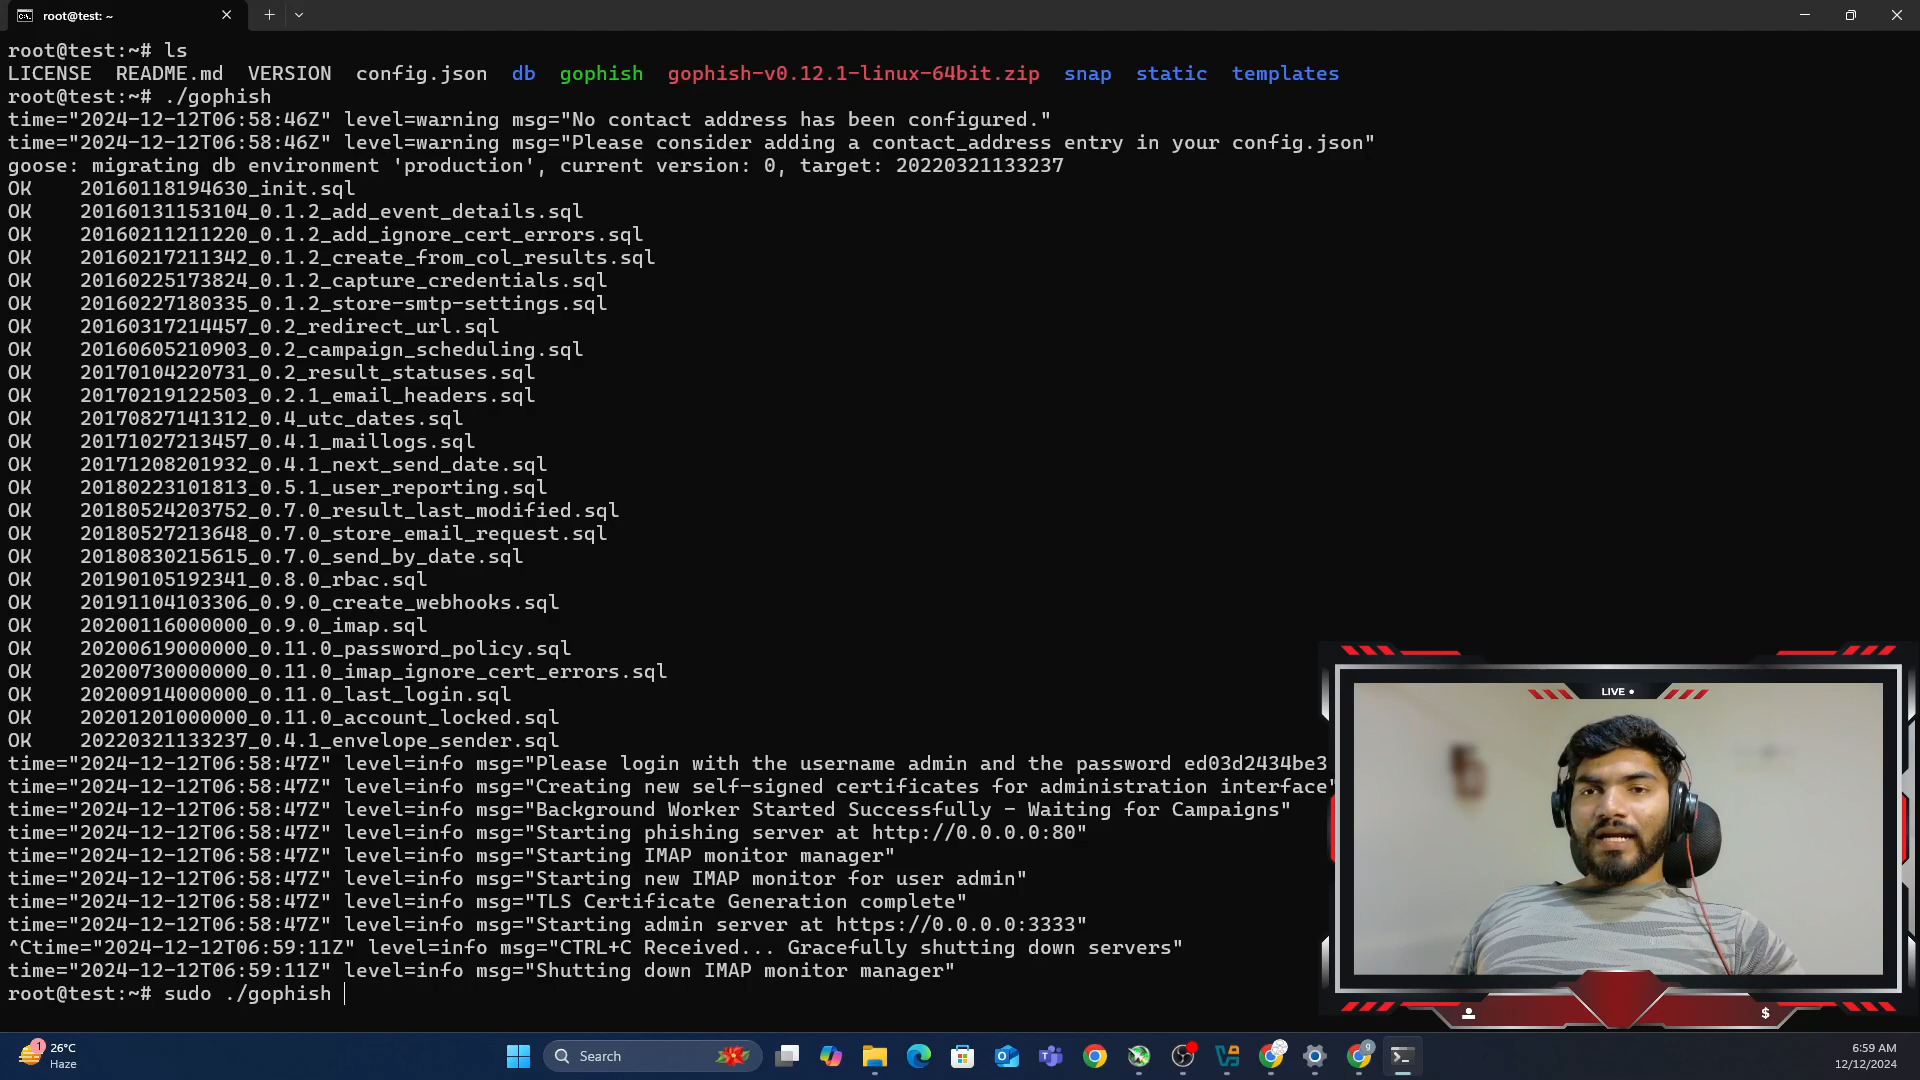 root@test: ~
root@test:~# ls
LICENSE README.md VERSION config.json db gophish gophish-v0.12.1-linux-64bit.zip snap static templates
root@test:~# ./gophish
time="2024-12-12T06:58:46Z" level=warning msg="No contact address has been configured."
time="2024-12-12T06:58:46Z" level=warning msg="Please consider adding a contact_address entry in your config.json"
goose: migrating db environment 'production', current version: 0, target: 20220321133237
OK 20160118194630_init.sql
OK 20160131153104_0.1.2_add_event_details.sql
OK 20160211211220_0.1.2_add_ignore_cert_errors.sql
OK 20160217211342_0.1.2_create_from_col_results.sql
OK 20160225173824_0.1.2_capture_credentials.sql
OK 20160227180335_0.1.2_store-smtp-settings.sql
OK 20160317214457_0.2_redirect_url.sql
OK 20160605210903_0.2_campaign_scheduling.sql
OK 20170104220731_0.2_result_statuses.sql
OK 20170219122503_0.2.1_email_headers.sql
OK 20170827141312_0.4_utc_dates.sql
OK 20171027213457_0.4.1_maillogs.sql
OK 20171208201932_0.4.1_next_send_date.sql
OK 20180223101813_0.5.1_user_reporting.sql
OK 20180524203752_0.7.0_result_last_modified.sql
OK 20180527213648_0.7.0_store_email_request.sql
OK 20180830215615_0.7.0_send_by_date.sql
OK 20190105192341_0.8.0_rbac.sql
OK 20191104103306_0.9.0_create_webhooks.sql
OK 20200116000000_0.9.0_imap.sql
OK 20200619000000_0.11.0_password_policy.sql
OK 20200730000000_0.11.0_imap_ignore_cert_errors.sql
OK 20200914000000_0.11.0_last_login.sql
OK 20201201000000_0.11.0_account_locked.sql
OK 20220321133237_0.4.1_envelope_sender.sql
time="2024-12-12T06:58:47Z" level=info msg="Please login with the username admin and the password ed03d2434be3
time="2024-12-12T06:58:47Z" level=info msg="Creating new self-signed certificates for administration interface"
time="2024-12-12T06:58:47Z" level=info msg="Background Worker Started Successfully - Waiting for Campaigns"
time="2024-12-12T06:58:47Z" level=info msg="Starting phishing server at http://0.0.0.0:80"
time="2024-12-12T06:58:47Z" level=info msg="Starting IMAP monitor manager"
time="2024-12-12T06:58:47Z" level=info msg="Starting new IMAP monitor for user admin"
time="2024-12-12T06:58:47Z" level=info msg="TLS Certificate Generation complete"
time="2024-12-12T06:58:47Z" level=info msg="Starting admin server at https://0.0.0.0:3333"
^Ctime="2024-12-12T06:59:11Z" level=info msg="CTRL+C Received... Gracefully shutting down servers"
time="2024-12-12T06:59:11Z" level=info msg="Shutting down IMAP monitor manager"
root@test:~# sudo ./gophish
LIVE
$
1
26°C
Haze
Search
6:59 AM
12/12/2024